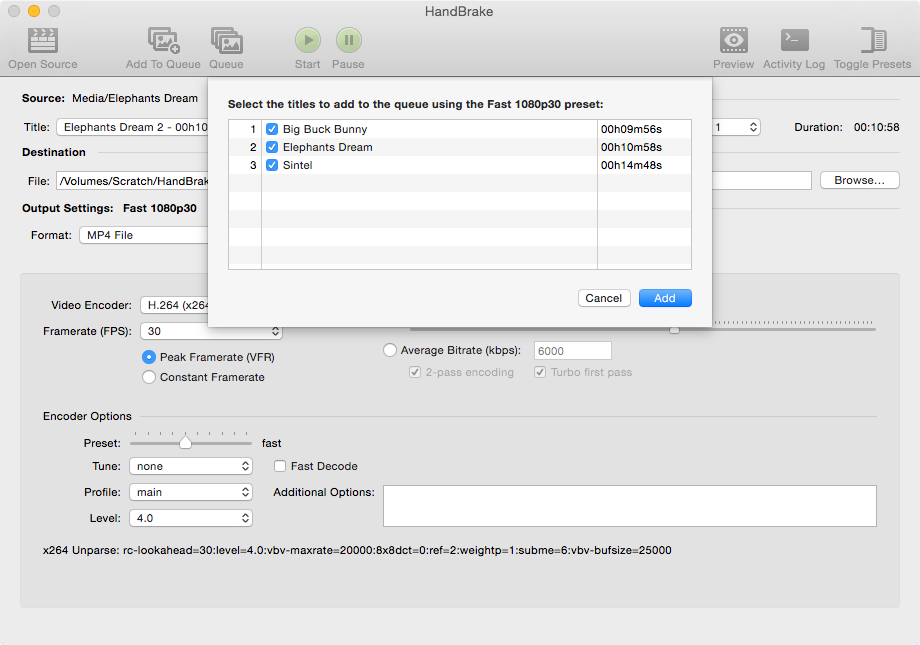 HandBrake
Open Source Add To Queue Queue Start Pause Preview Activity Log Toggle Presets
Source: Media/Elephants Dream
Title: Elephants Dream 2 - 00h10 1 Duration: 00:10:58
Select the titles to add to the queue using the Fast 1080p30 preset:
1 Big Buck Bunny 00h09m56s
2 Elephants Dream 00h10m58s
3 Sintel 00h14m48s
Cancel Add
Destination
File: /Volumes/Scratch/HandBrak Browse...
Output Settings: Fast 1080p30
Format: MP4 File
Video Encoder: H.264 (x264
Framerate (FPS): 30
Peak Framerate (VFR)
Constant Framerate
Average Bitrate (kbps): 6000
2-pass encoding Turbo first pass
Encoder Options
Preset: fast
Tune: none Fast Decode
Profile: main Additional Options:
Level: 4.0
x264 Unparse: rc-lookahead=30:level=4.0:vbv-maxrate=20000:8x8dct=0:ref=2:weightp=1:subme=6:vbv-bufsize=25000